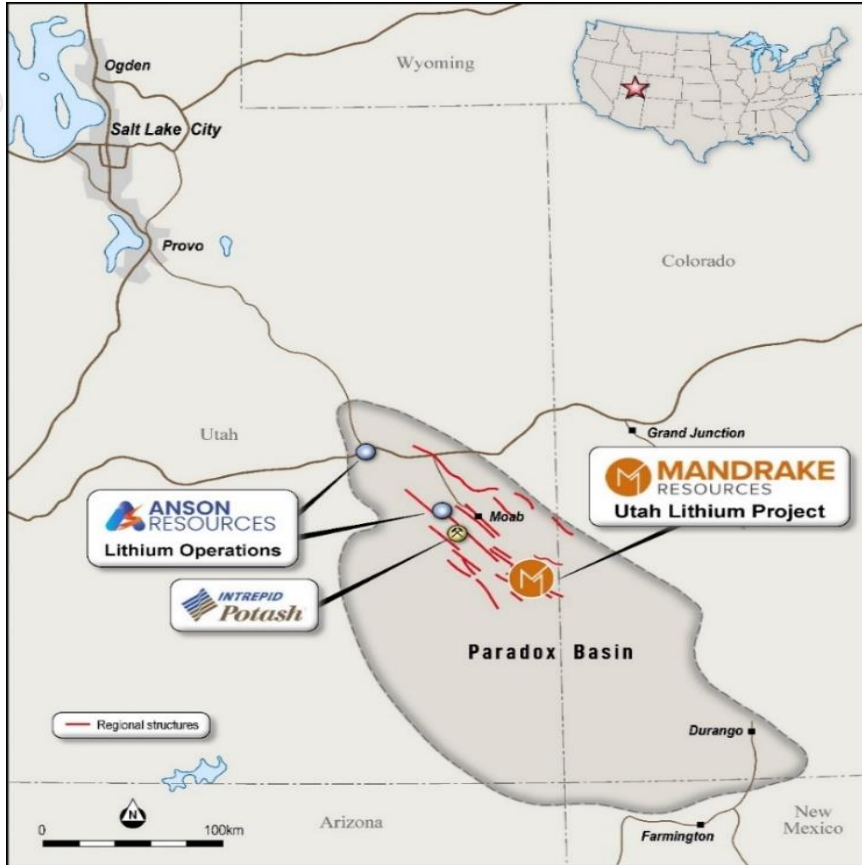 Ogden
Wyoming
Salt Lake City
Provo
Colorado
Utah
Grand Junction
MANDRAKE
RESOURCES
Utah Lithium Project
ANSON
RESOURCES
Lithium Operations
Moab
M
INTREPID
Potash
Paradox Basin
Regional structures
Durango
N
0 100km
Arizona
New
Mexico
Farmington